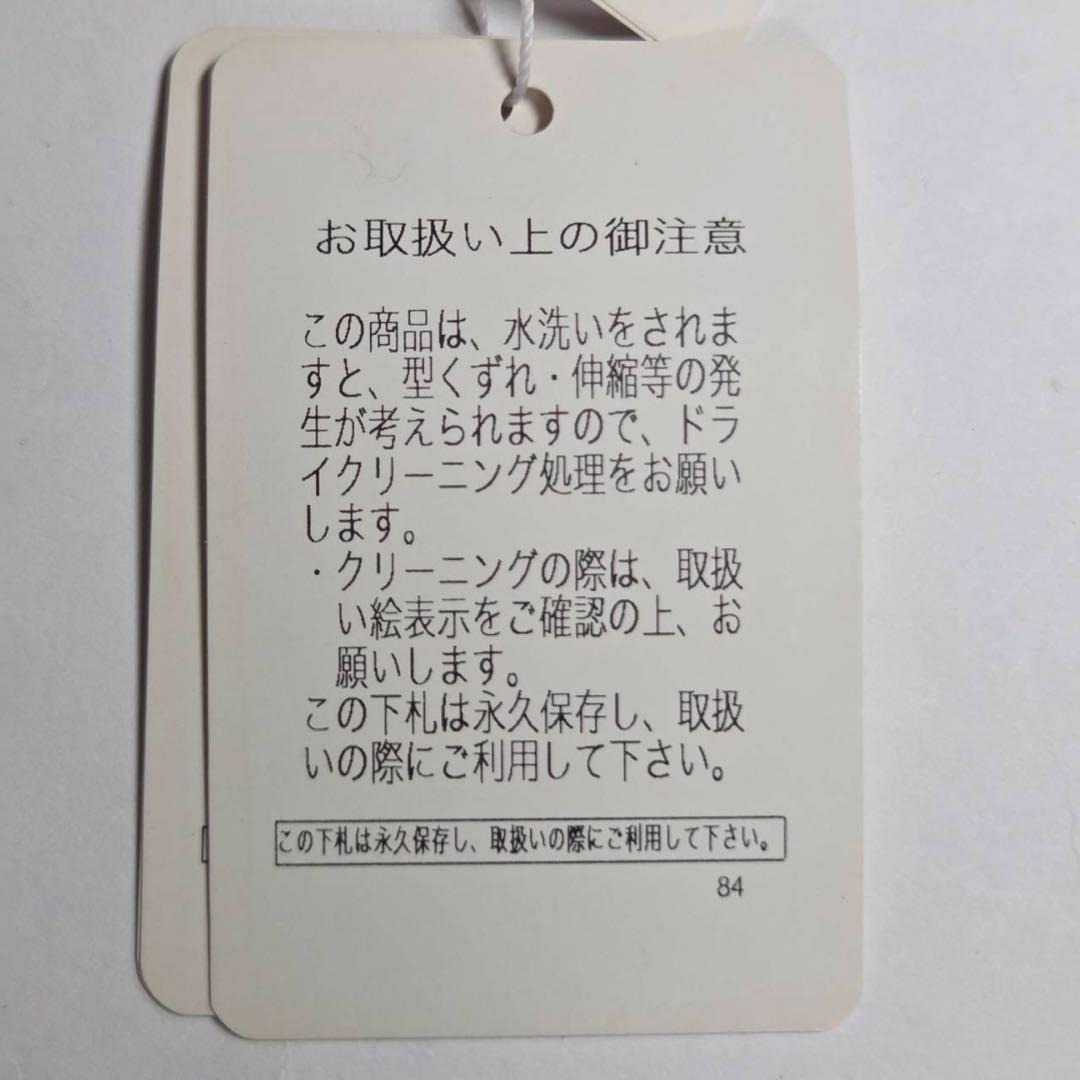 お取扱い上の御注意
この商品は、水洗いをされま
すと、型くずれ・伸縮等の発
生が考えられますので、ドラ
イクリーニング処理をお願い
します。
・クリーニングの際は、取扱
い絵表示をご確認の上、お
願いします。
この下札は永久保存し、取扱
いの際にご利用して下さい。
この下札は永久保存し、取扱いの際にご利用して下さい。
84